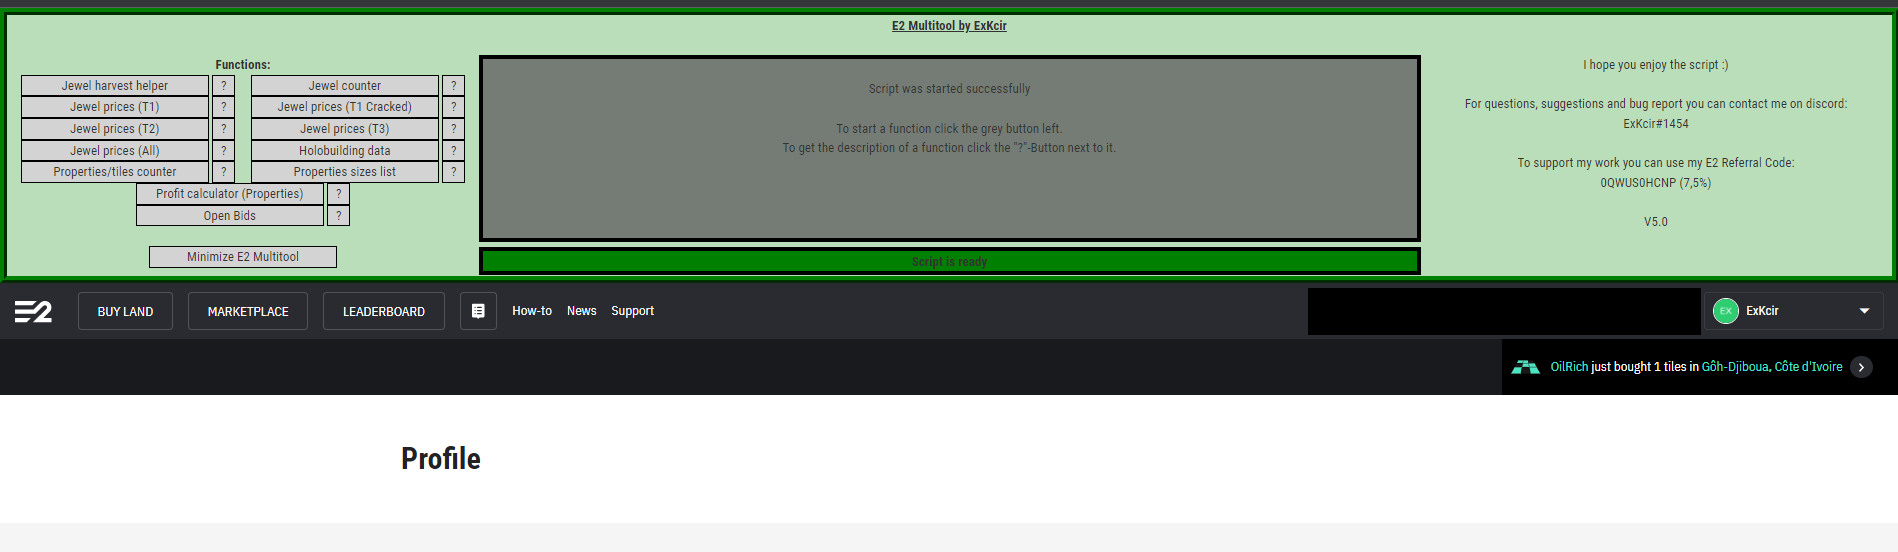 E2 Multitool by ExKcir
Functions:
Jewel harvest helper ? Jewel counter ?
Jewel prices (T1) ? Jewel prices (T1 Cracked) ?
Jewel prices (T2) ? Jewel prices (T3) ?
Jewel prices (All) ? Holobuilding data ?
Properties/tiles counter ? Properties sizes list ?
Profit calculator (Properties) ?
Open Bids ?
Minimize E2 Multitool
Script was started successfully
To start a function click the grey button left.
To get the description of a function click the "?"-Button next to it.
Script is ready
I hope you enjoy the script :)
For questions, suggestions and bug report you can contact me on discord:
ExKcir#1454
To support my work you can use my E2 Referral Code:
0QWUS0HCNP (7,5%)
V5.0
E2 BUY LAND MARKETPLACE LEADERBOARD How-to News Support EX ExKcir
OilRich just bought 1 tiles in Gôh-Djiboua, Côte d'Ivoire
Profile